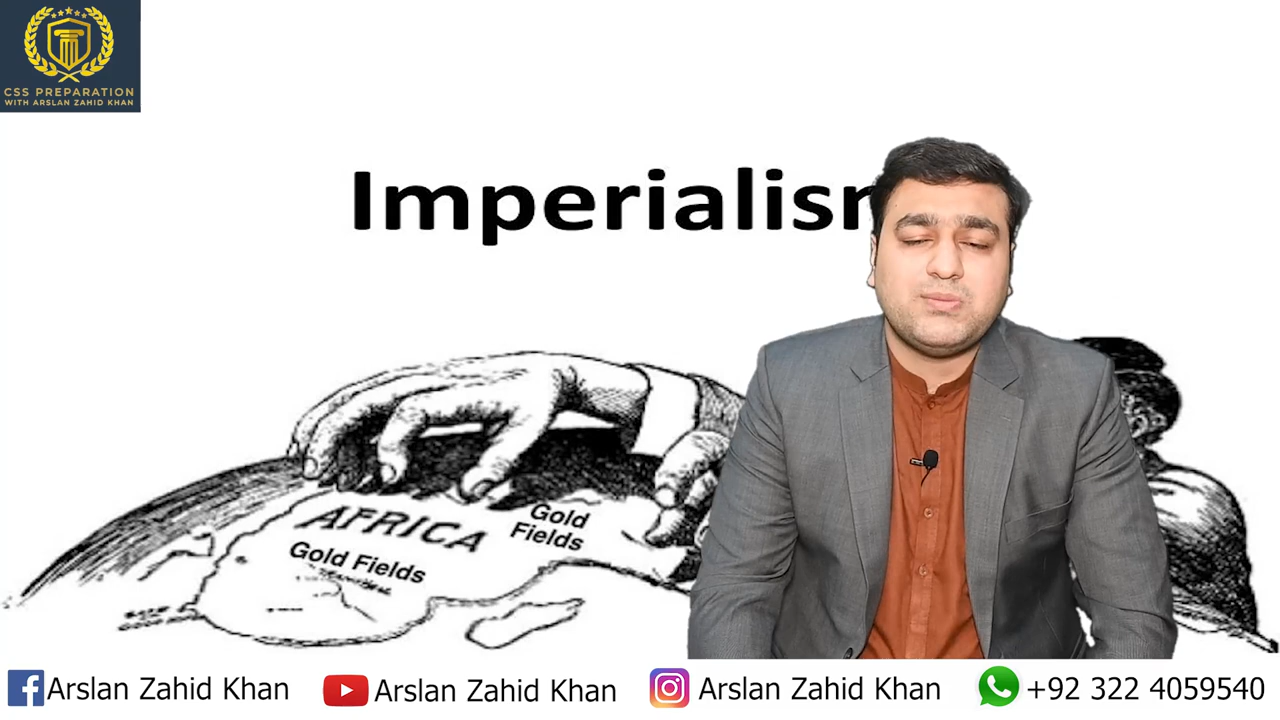 CSS PREPARATION
WITH ARSLAN ZAHID KHAN
Imperialism
AFRICA
Gold
Fields
Gold Fields
Arslan Zahid Khan
Arslan Zahid Khan
Arslan Zahid Khan
+92 322 4059540